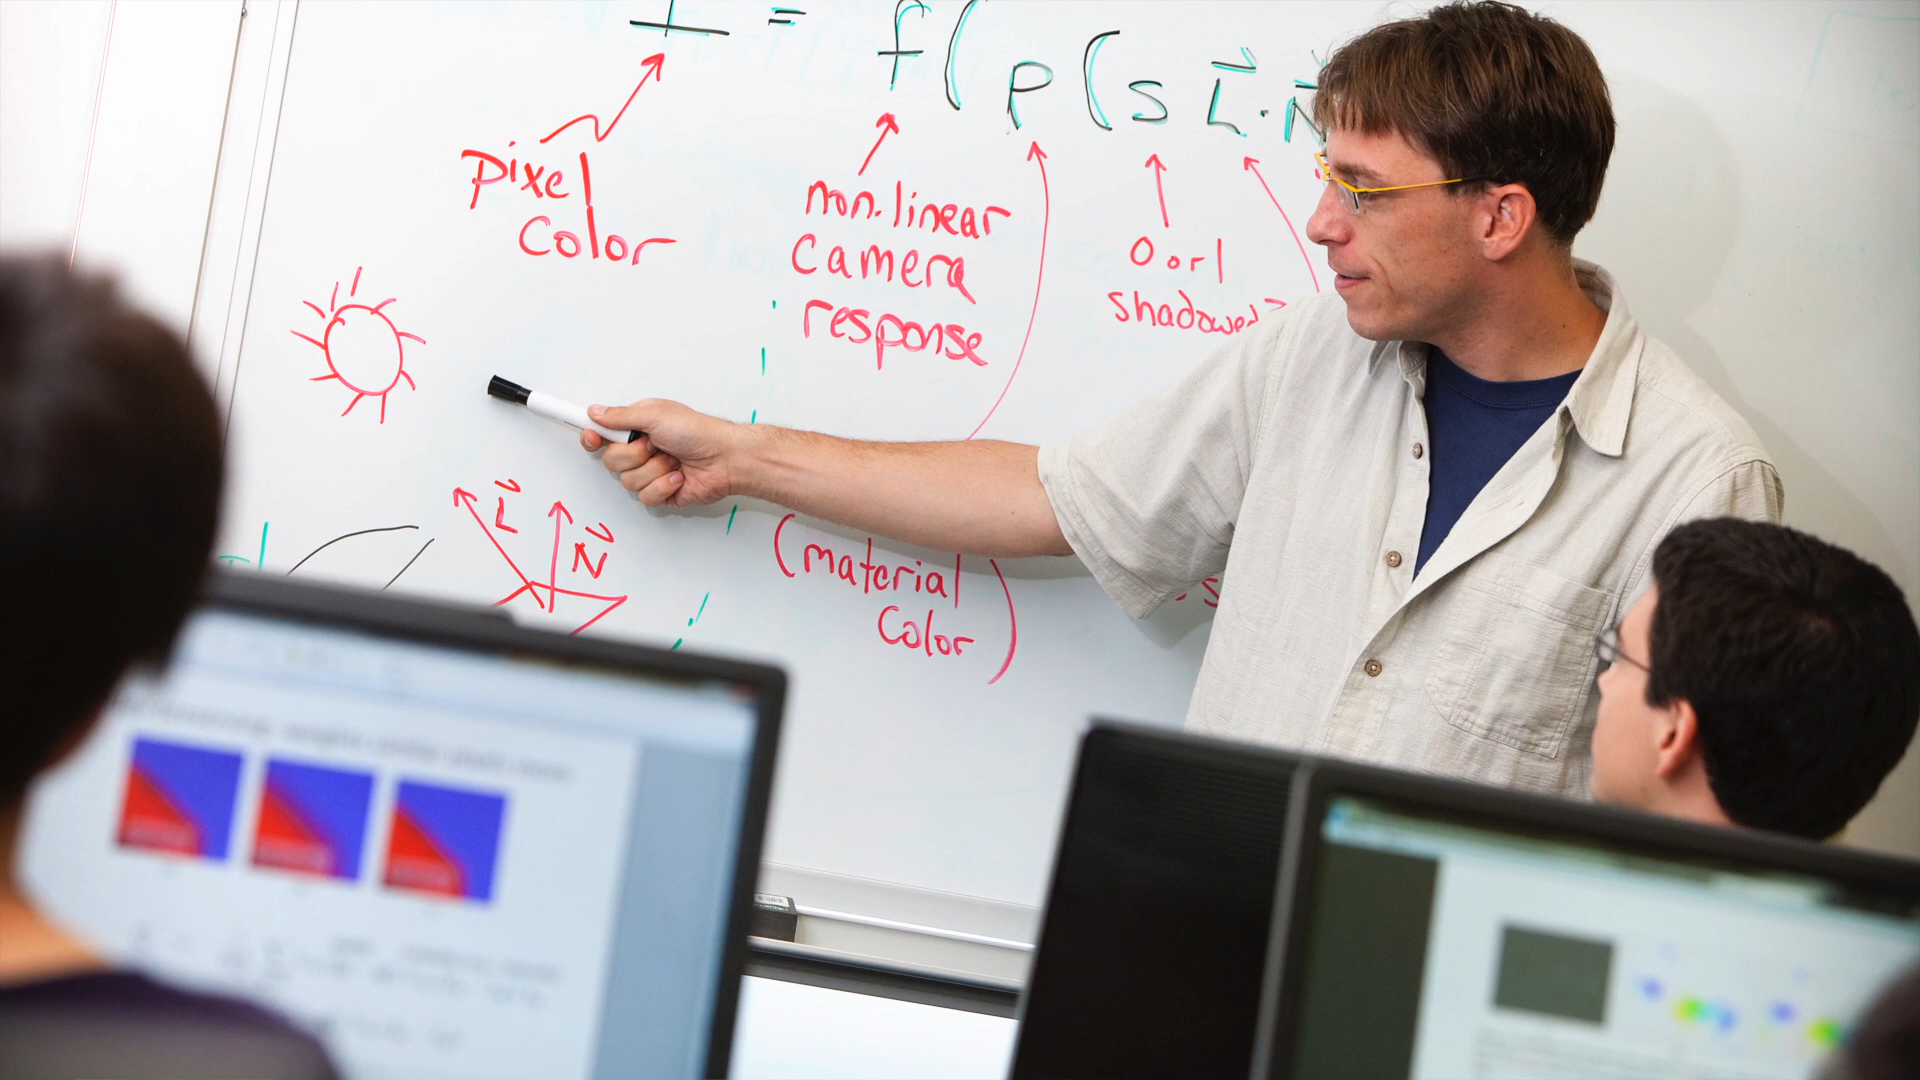 I = f(p(s L · N
pixel
color
non-linear
camera
response
0 or 1
shadowed?
L
N
(material
color)